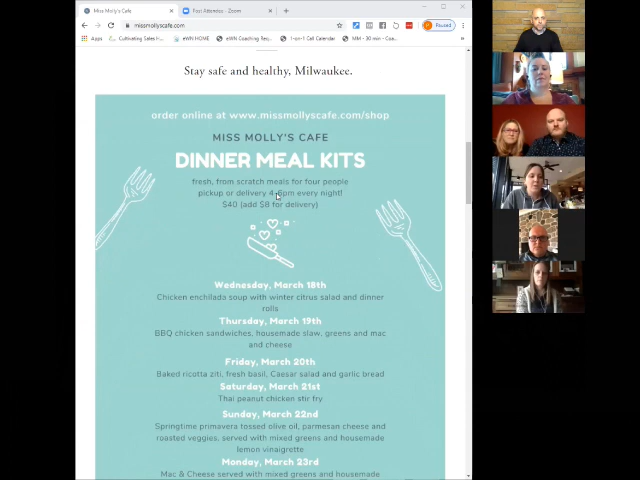 Miss Molly's Cafe
Post Attendee - Zoom
missmollyscafe.com
Paused
Apps
Cultivating Sales H...
eWN HOME
eWN Coaching Req...
1-on-1 Call Calendar
MM - 30 min - Coa...
Stay safe and healthy, Milwaukee.
order online at www.missmollyscafe.com/shop
MISS MOLLY'S CAFE
DINNER MEAL KITS
fresh, from scratch meals for four people
pickup or delivery 4-6pm every night!
$40 (add $8 for delivery)
Wednesday, March 18th
Chicken enchilada soup with winter citrus salad and dinner
rolls
Thursday, March 19th
BBQ chicken sandwiches, housemade slaw, greens and mac
and cheese
Friday, March 20th
Baked ricotta ziti, fresh basil, Caesar salad and garlic bread
Saturday, March 21st
Thai peanut chicken stir fry
Sunday, March 22nd
Springtime primavera tossed olive oil, parmesan cheese and
roasted veggies, served with mixed greens and housemade
lemon vinaigrette
Monday, March 23rd
Mac & Cheese served with mixed greens and housemade